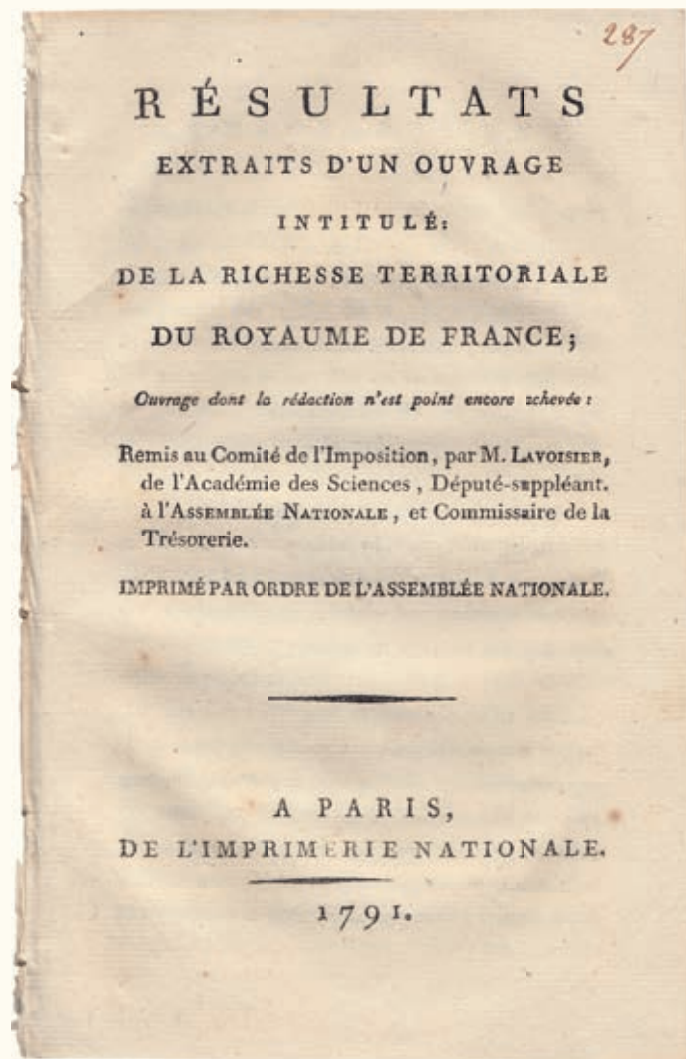 287
RÉSULTATS
EXTRAITS D'UN OUVRAGE
INTITULÉ:
DE LA RICHESSE TERRITORIALE
DU ROYAUME DE FRANCE;
Ouvrage dont la rédaction n'est point encore achevée :
Remis au Comité de l'Imposition, par M. LAVOISIER,
de l'Académie des Sciences, Député-suppléant.
à l'ASSEMBLÉE NATIONALE, et Commissaire de la
Trésorerie.
IMPRIMÉ PAR ORDRE DE L'ASSEMBLÉE NATIONALE.
A PARIS,
DE L'IMPRIMERIE NATIONALE.
1791.